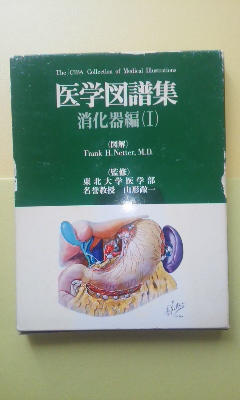 The CIBA Collection of Medical Illustrations
医学図譜集
消化器編(I)
〈図解〉
Frank H. Netter, M.D.
〈監修〉
東北大学医学部
名誉教授 山形敞一